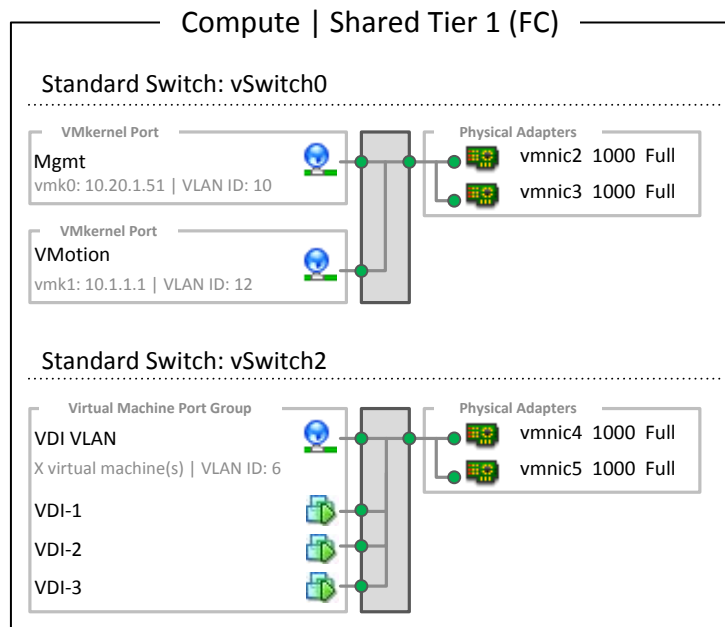 Compute | Shared Tier 1 (FC)
Standard Switch: vSwitch0
VMkernel Port
Physical Adapters
Mgmt
vmk0: 10.20.1.51 | VLAN ID: 10
vmnic2 1000 Full
vmnic3 1000 Full
VMkernel Port
VMotion
vmk1: 10.1.1.1 | VLAN ID: 12
Standard Switch: vSwitch2
Virtual Machine Port Group
Physical Adapters
VDI VLAN
X virtual machine(s) | VLAN ID: 6
vmnic4 1000 Full
vmnic5 1000 Full
VDI-1
VDI-2
VDI-3